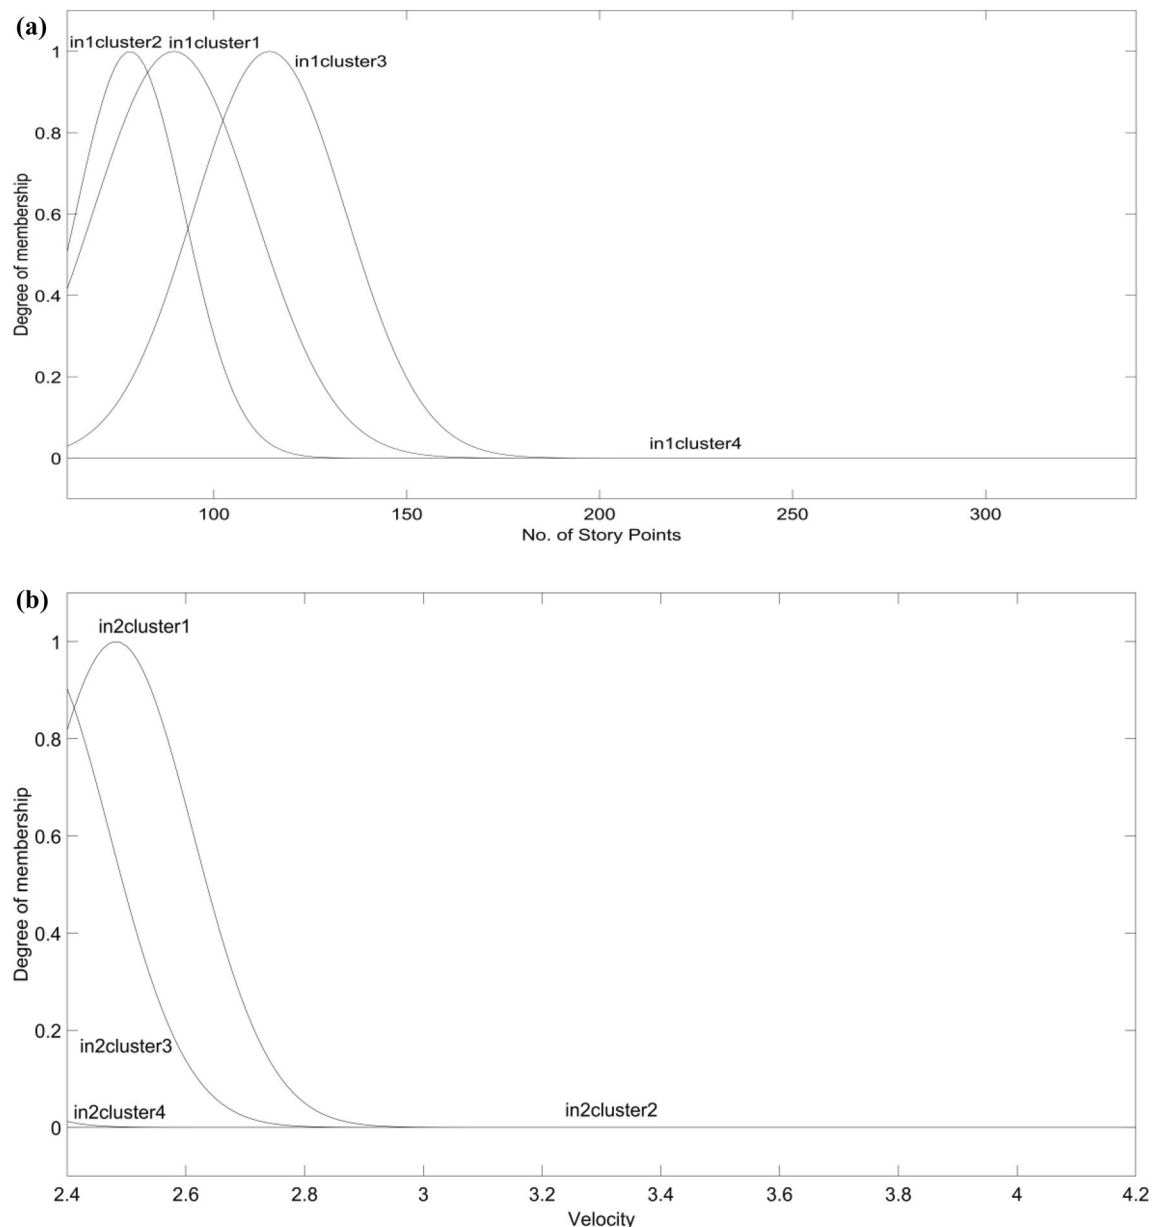 (a)
in1cluster2 in1cluster1
in1cluster3
1
0.8
0.6
0.4
0.2
0
Degree of membership
in1cluster4
100 150 200 250 300
No. of Story Points
(b)
in2cluster1
1
0.8
0.6
0.4
0.2
0
Degree of membership
in2cluster3
in2cluster4
in2cluster2
2.4 2.6 2.8 3 3.2 3.4 3.6 3.8 4 4.2
Velocity